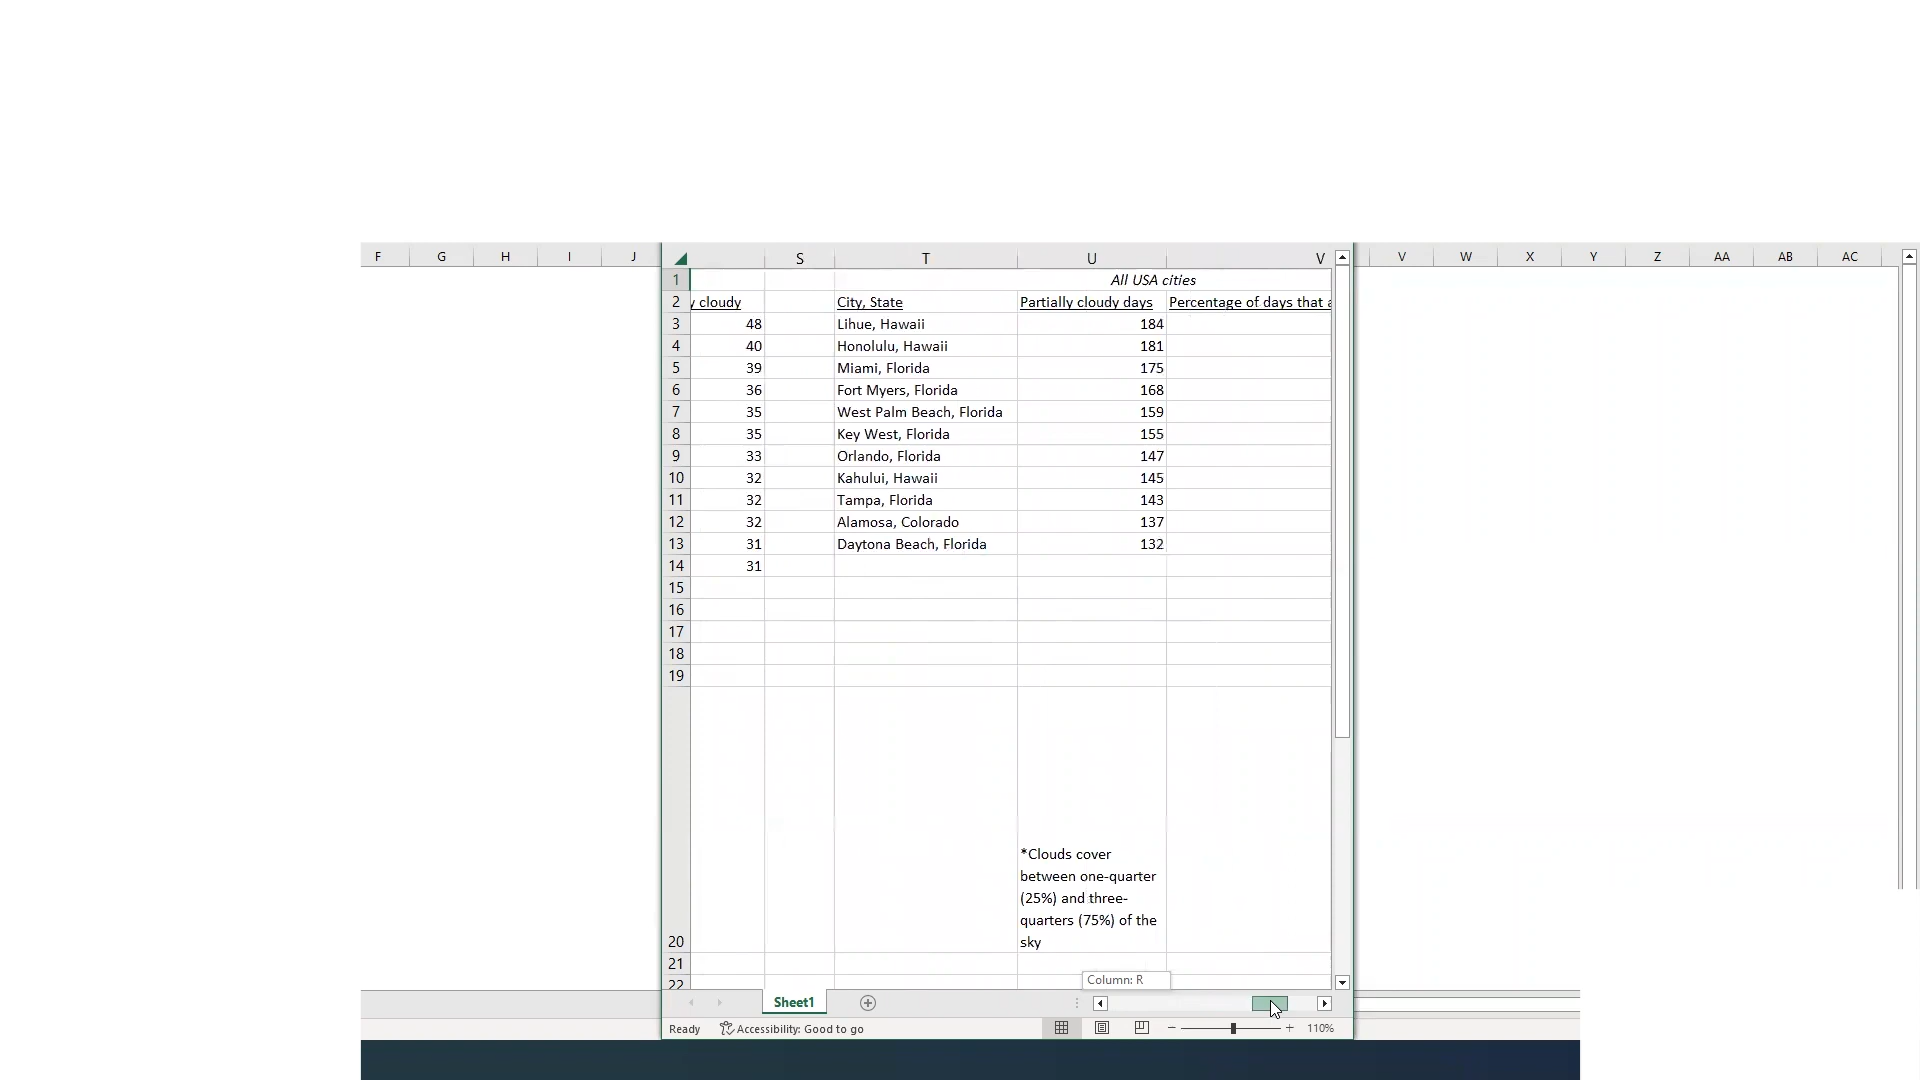 F G H I J S T U V V W X Y Z AA AB AC
1 All USA cities
2 y cloudy City, State Partially cloudy days Percentage of days that a
3 48 Lihue, Hawaii 184
4 40 Honolulu, Hawaii 181
5 39 Miami, Florida 175
6 36 Fort Myers, Florida 168
7 35 West Palm Beach, Florida 159
8 35 Key West, Florida 155
9 33 Orlando, Florida 147
10 32 Kahului, Hawaii 145
11 32 Tampa, Florida 143
12 32 Alamosa, Colorado 137
13 31 Daytona Beach, Florida 132
14 31
15
16
17
18
19
*Clouds cover
between one-quarter
(25%) and three-
quarters (75%) of the
20 sky
21
22
Column: R
Sheet1
Ready Accessibility: Good to go 110%